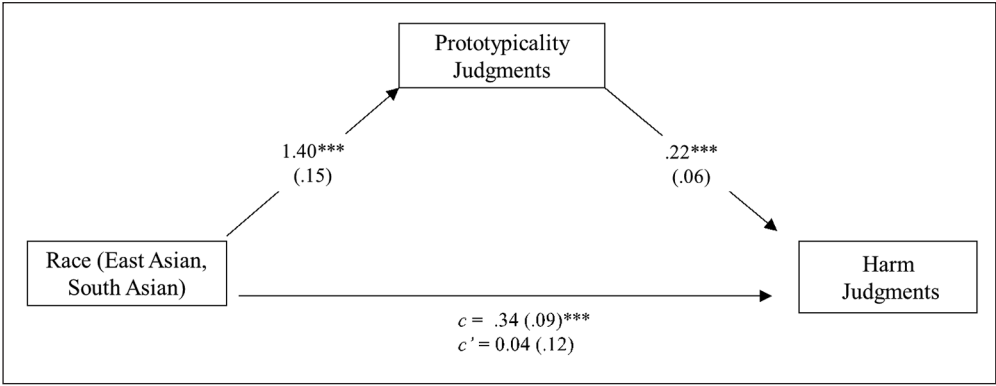 Prototypicality
Judgments
1.40***
(.15)
.22***
(.06)
Race (East Asian,
South Asian)
Harm
Judgments
c = .34 (.09)***
c’ = 0.04 (.12)